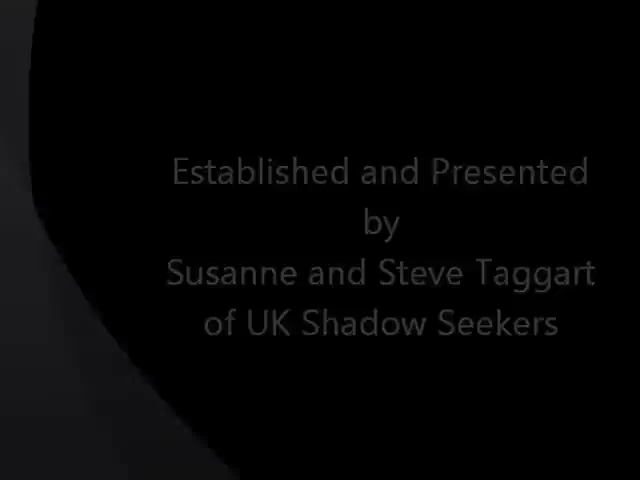 Established and Presented
by
Susanne and Steve Taggart
of UK Shadow Seekers